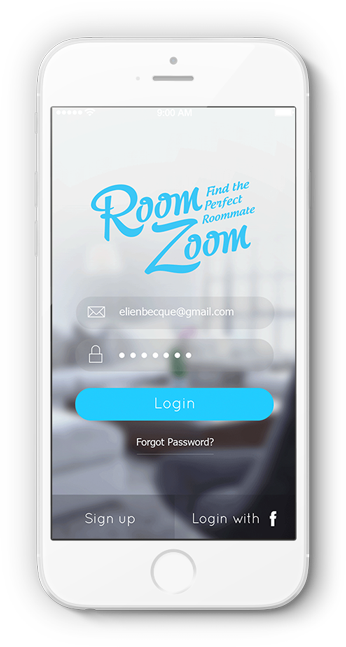 9:00 AM
Room
Find the
Perfect
Roommate
Zoom
elienbecque@gmail.com
Login
Forgot Password?
Sign up
Login with f